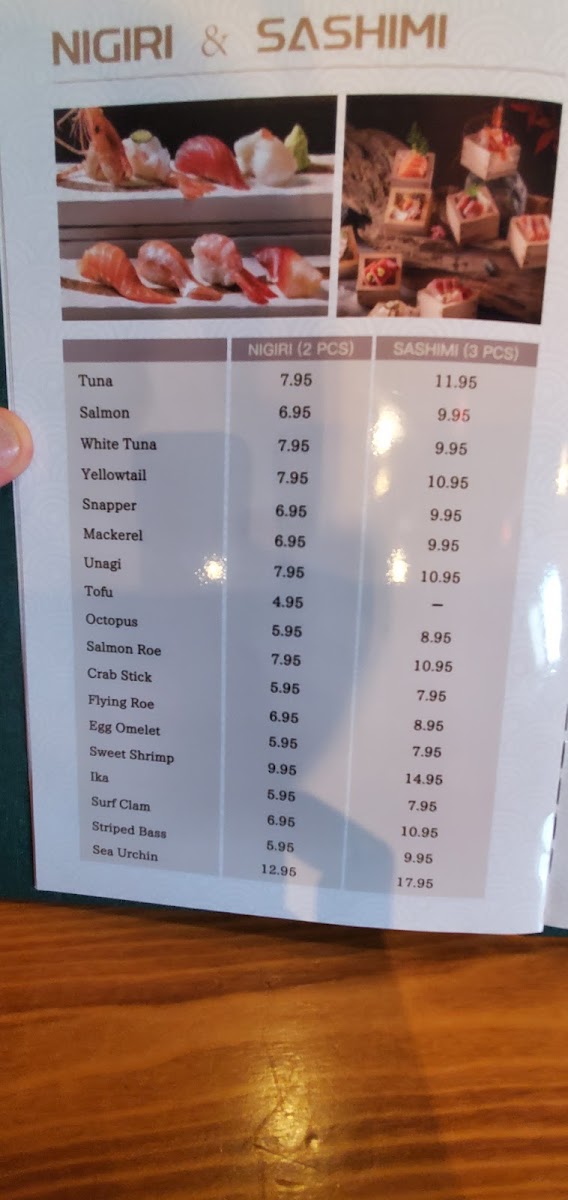 NIGIRI & SASHIMI
NIGIRI (2 PCS) SASHIMI (3 PCS)
Tuna 7.95 11.95
Salmon 6.95 9.95
White Tuna 7.95 9.95
Yellowtail 7.95 10.95
Snapper 6.95 9.95
Mackerel 6.95 9.95
Unagi 7.95 10.95
Tofu 4.95 –
Octopus 5.95 8.95
Salmon Roe 7.95 10.95
Crab Stick 5.95 7.95
Flying Roe 6.95 8.95
Egg Omelet 5.95 7.95
Sweet Shrimp 9.95 14.95
Ika 5.95 7.95
Surf Clam 6.95 10.95
Striped Bass 5.95 9.95
Sea Urchin 12.95 17.95